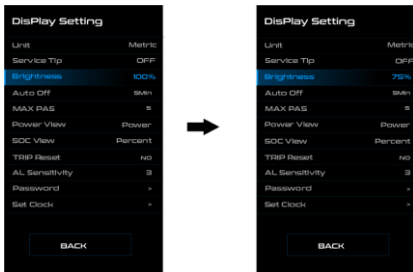 DisPlay Setting
Unit Metric
Service Tip OFF
Brightness 100%
Auto Off 5Min
MAX PAS 5
Power View Power
SOC View Percent
TRIP Reset NO
AL Sensitivity 3
Password >
Set Clock >
BACK
DisPlay Setting
Unit Metric
Service Tip OFF
Brightness 75%
Auto Off 5Min
MAX PAS 5
Power View Power
SOC View Percent
TRIP Reset NO
AL Sensitivity 3
Password >
Set Clock >
BACK